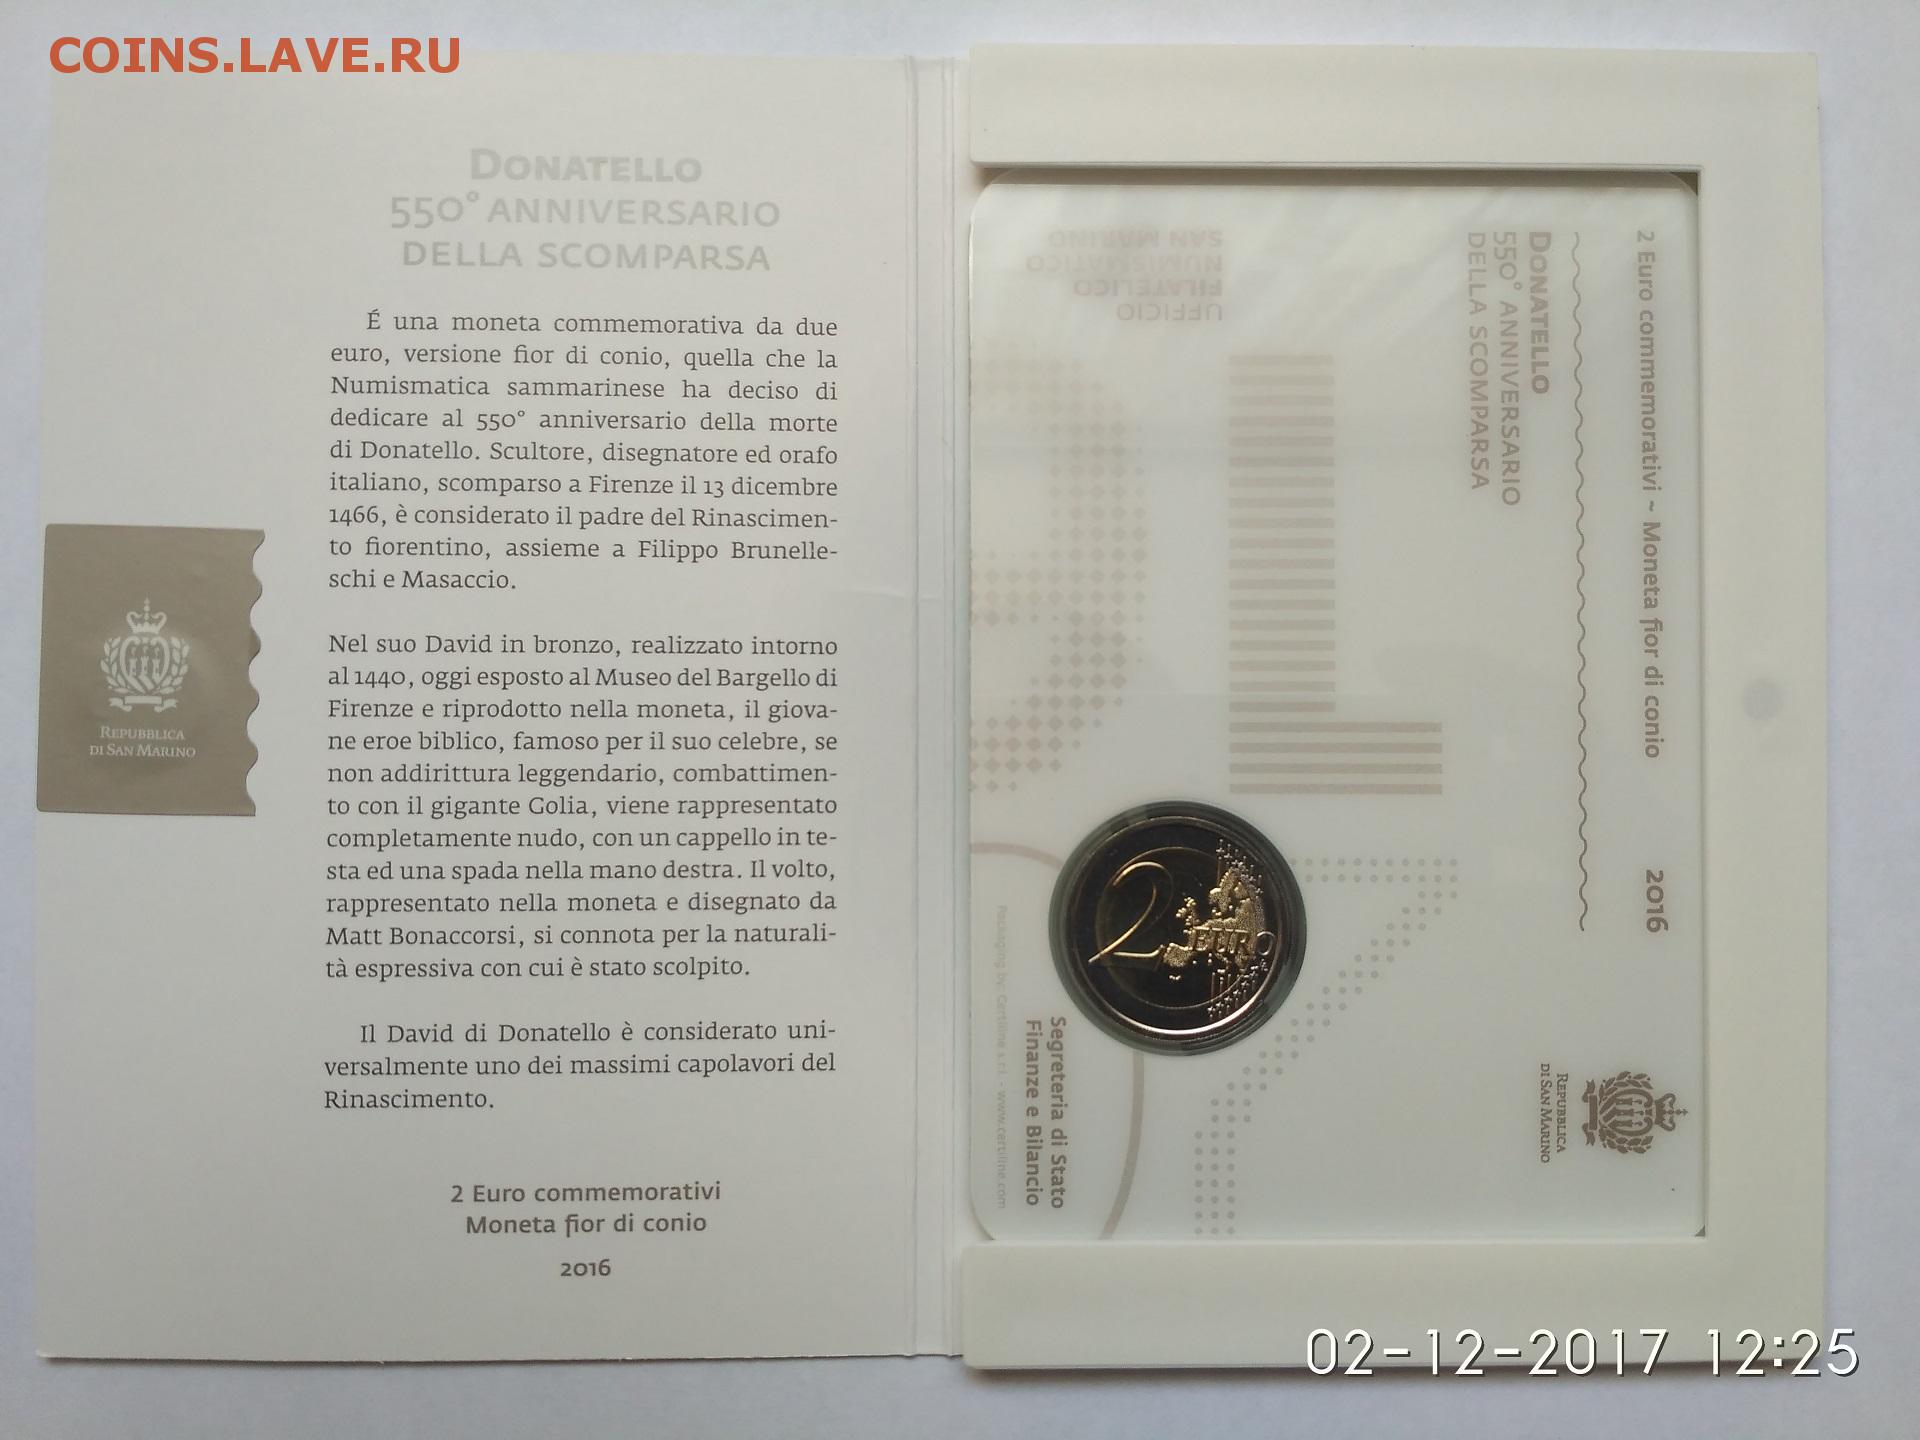 COINS.LAVE.RU
DONATELLO
550° ANNIVERSARIO
DELLA SCOMPARSA
É una moneta commemorativa da due
euro, versione fior di conio, quella che la
Numismatica sammarinese ha deciso di
dedicare al 550° anniversario della morte
di Donatello. Scultore, disegnatore ed orafo
italiano, scomparso a Firenze il 13 dicembre
1466, è considerato il padre del Rinascimen-
to fiorentino, assieme a Filippo Brunelle-
schi e Masaccio.
Nel suo David in bronzo, realizzato intorno
al 1440, oggi esposto al Museo del Bargello di
Firenze e riprodotto nella moneta, il giova-
ne eroe biblico, famoso per il suo celebre, se
non addirittura leggendario, combattimen-
to con il gigante Golia, viene rappresentato
completamente nudo, con un cappello in te-
sta ed una spada nella mano destra. Il volto,
rappresentato nella moneta e disegnato da
Matt Bonaccorsi, si connota per la naturali-
tà espressiva con cui è stato scolpito.
Il David di Donatello è considerato uni-
versalmente uno dei massimi capolavori del
Rinascimento.
2 Euro commemorativi
Moneta fior di conio
2016
REPUBBLICA
DI SAN MARINO
2 Euro commemorativi ~ Moneta fior di conio 2016
DONATELLO
550° ANNIVERSARIO
DELLA SCOMPARSA
UFFICIO
FILATELICO
NUMISMATICO
SAN MARINO
2 EURO
REPUBBLICA
DI SAN MARINO
Segreteria di Stato
Finanze e Bilancio
Packaging by: Certiline s.r.l. - www.certiline.com
02-12-2017 12:25